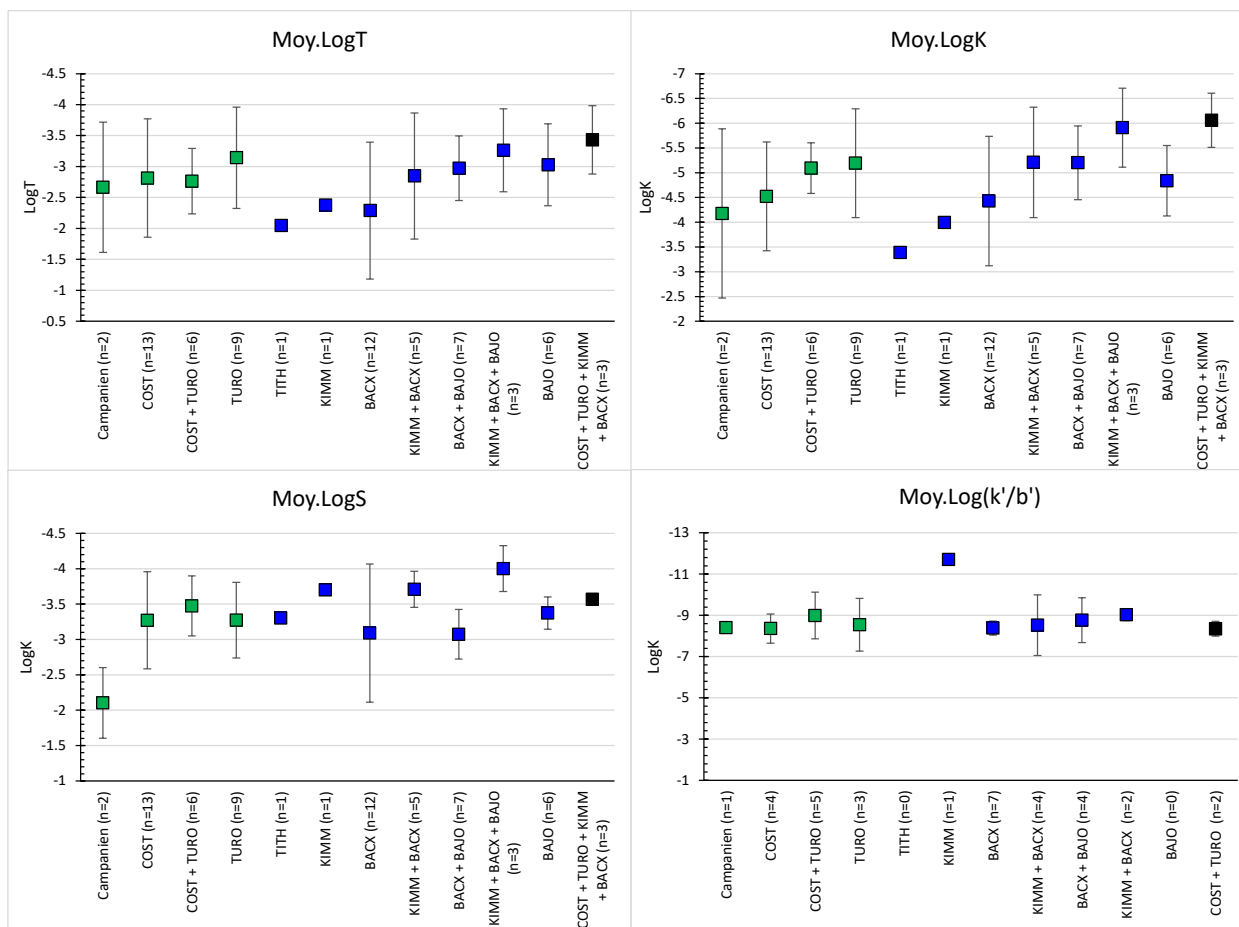 Moy.LogT
LogT
-4.5
-4
-3.5
-3
-2.5
-2
-1.5
-1
-0.5
Campanien (n=2)
COST (n=13)
COST + TURO (n=6)
TURO (n=9)
TITH (n=1)
KIMM (n=1)
BACX (n=12)
KIMM + BACX (n=5)
BACX + BAJO (n=7)
KIMM + BACX + BAJO
(n=3)
BAJO (n=6)
COST + TURO + KIMM
+ BACX (n=3)
Moy.LogK
LogK
-7
-6.5
-6
-5.5
-5
-4.5
-4
-3.5
-3
-2.5
-2
Campanien (n=2)
COST (n=13)
COST + TURO (n=6)
TURO (n=9)
TITH (n=1)
KIMM (n=1)
BACX (n=12)
KIMM + BACX (n=5)
BACX + BAJO (n=7)
KIMM + BACX + BAJO
(n=3)
BAJO (n=6)
COST + TURO + KIMM
+ BACX (n=3)
Moy.LogS
LogK
-4.5
-4
-3.5
-3
-2.5
-2
-1.5
-1
Campanien (n=2)
COST (n=13)
COST + TURO (n=6)
TURO (n=9)
TITH (n=1)
KIMM (n=1)
BACX (n=12)
KIMM + BACX (n=5)
BACX + BAJO (n=7)
KIMM + BACX + BAJO
(n=3)
BAJO (n=6)
COST + TURO + KIMM
+ BACX (n=3)
Moy.Log(k'/b')
LogK
-13
-11
-9
-7
-5
-3
-1
Campanien (n=1)
COST (n=4)
COST + TURO (n=5)
TURO (n=3)
TITH (n=0)
KIMM (n=1)
BACX (n=7)
KIMM + BACX (n=4)
BACX + BAJO (n=4)
KIMM + BACX (n=2)
BAJO (n=0)
COST + TURO (n=2)